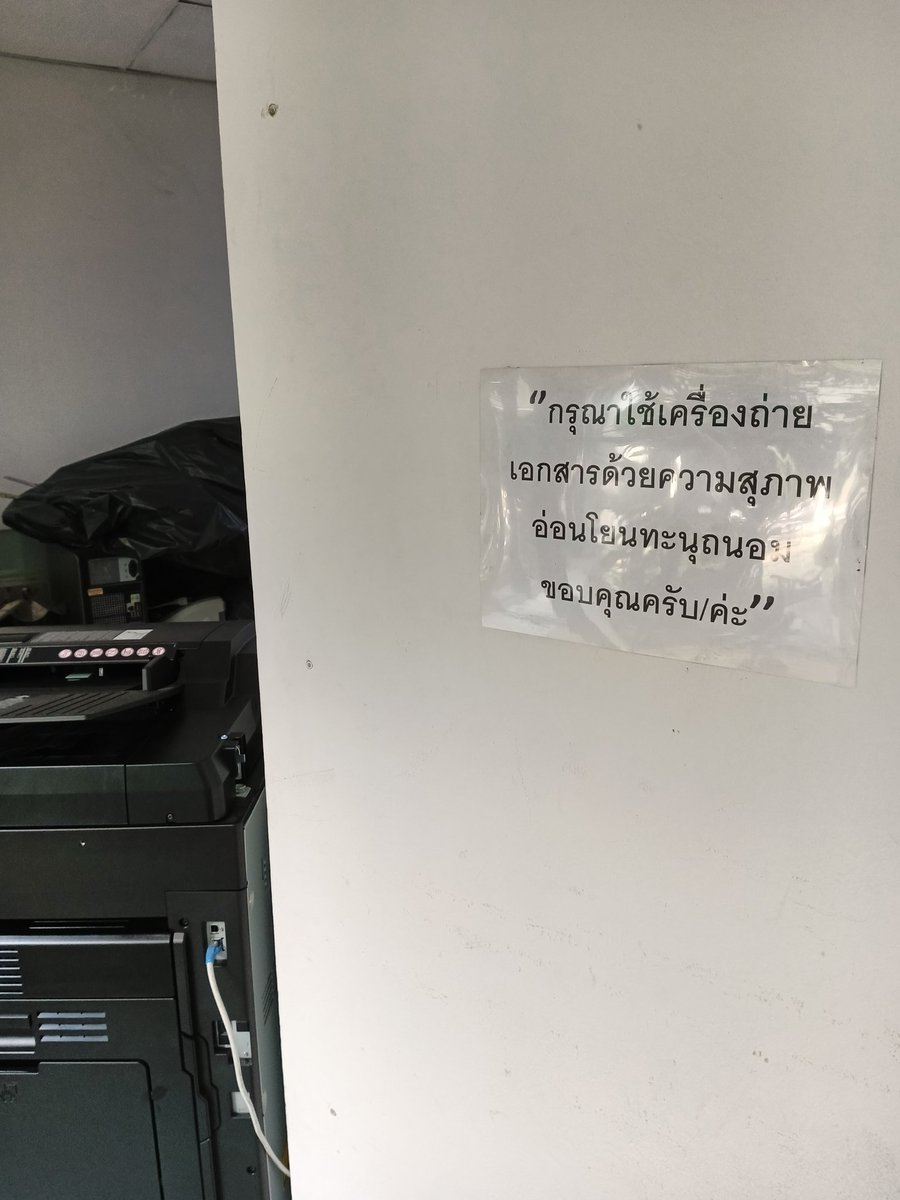 “กรุณาใช้เครื่องถ่าย
เอกสารด้วยความสุภาพ
อ่อนโยนทะนุถนอม
ขอบคุณครับ/ค่ะ”